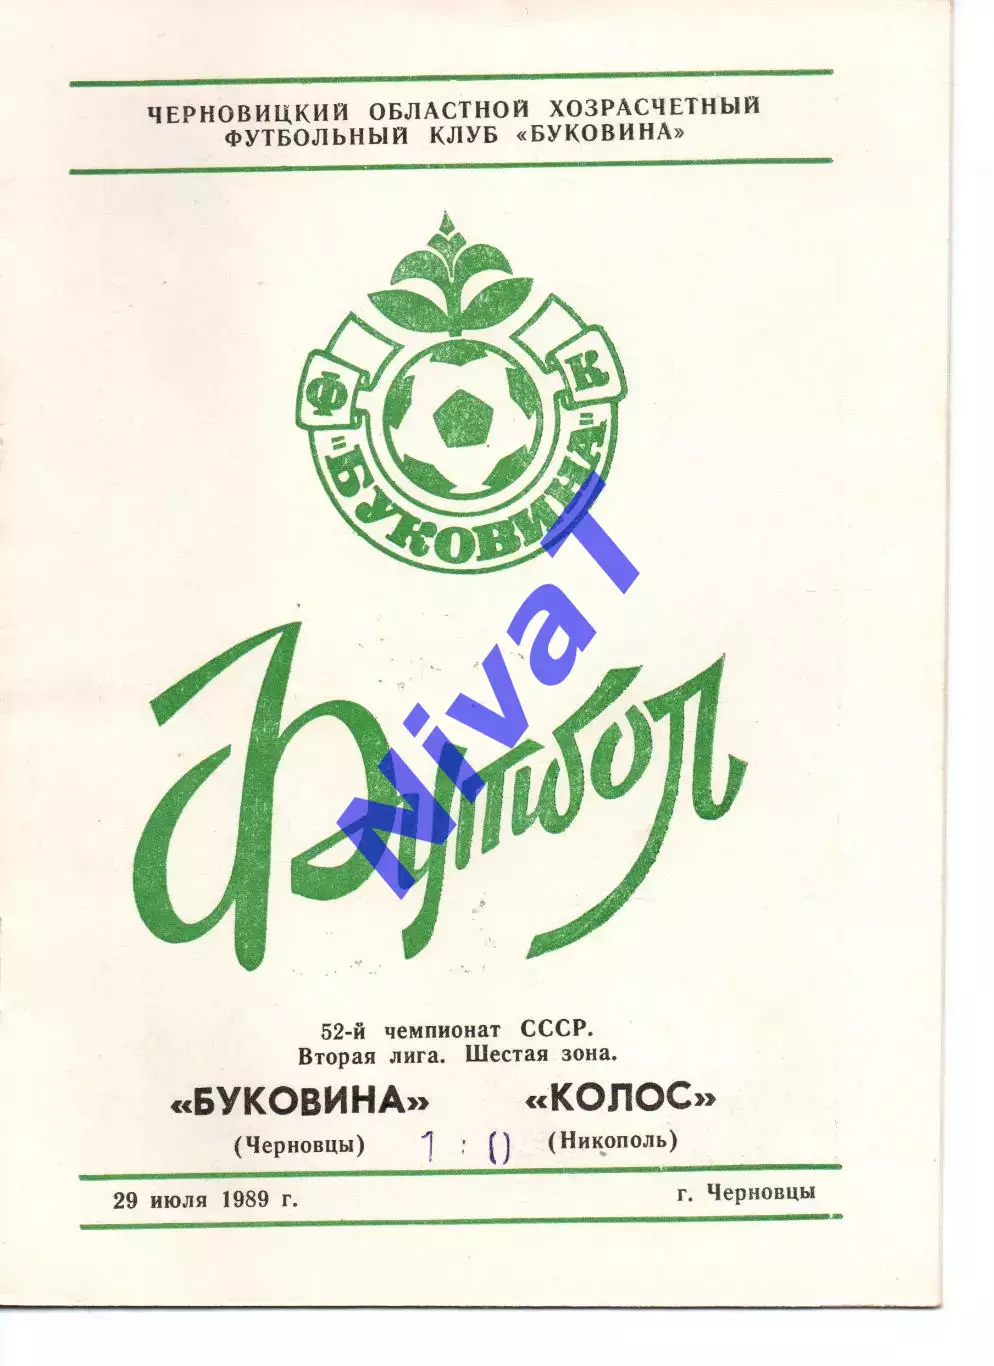 ЧЕРНОВИЦКИЙ ОБЛАСТНОЙ ХОЗРАСЧЕТНЫЙ
ФУТБОЛЬНЫЙ КЛУБ «БУКОВИНА»
Ф К
"БУКОВИНА"
Футбол
NivaT
52-й чемпионат СССР.
Вторая лига. Шестая зона.
«БУКОВИНА» «КОЛОС»
(Черновцы) 1 : 0 (Никополь)
29 июля 1989 г. г. Черновцы